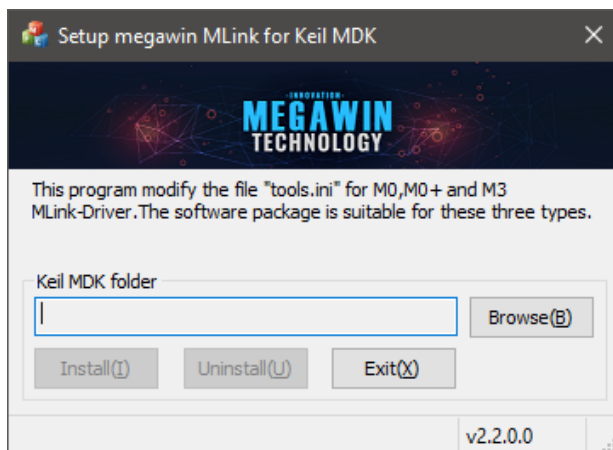 Setup megawin MLink for Keil MDK
-INNOVATION-
MEGAWIN
TECHNOLOGY
This program modify the file "tools.ini" for M0,M0+ and M3
MLink-Driver.The software package is suitable for these three types.
Keil MDK folder
Browse(B)
Install(I) Uninstall(U) Exit(X)
v2.2.0.0